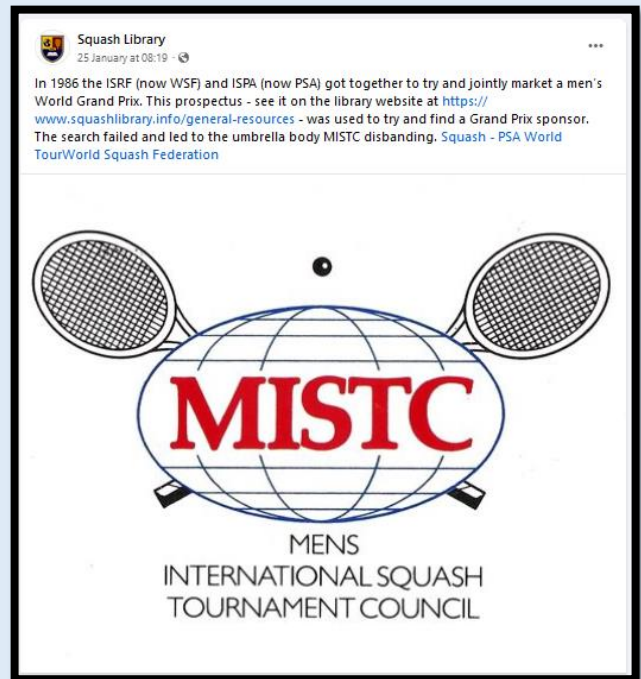 Squash Library
25 January at 08:19 ·
In 1986 the ISRF (now WSF) and ISPA (now PSA) got together to try and jointly market a men's
World Grand Prix. This prospectus - see it on the library website at https://
www.squashlibrary.info/general-resources - was used to try and find a Grand Prix sponsor.
The search failed and led to the umbrella body MISTC disbanding. Squash - PSA World
TourWorld Squash Federation
MISTC
MENS
INTERNATIONAL SQUASH
TOURNAMENT COUNCIL